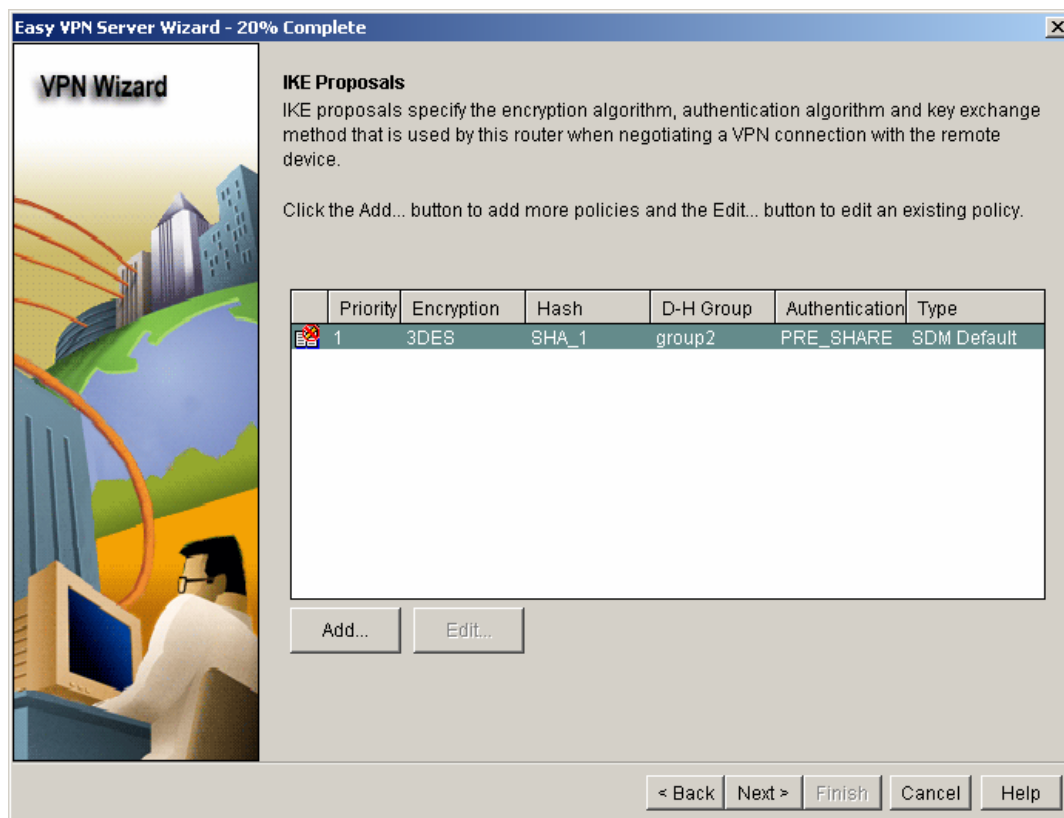 Easy VPN Server Wizard - 20% Complete
VPN Wizard
IKE Proposals
IKE proposals specify the encryption algorithm, authentication algorithm and key exchange
method that is used by this router when negotiating a VPN connection with the remote
device.
Click the Add... button to add more policies and the Edit... button to edit an existing policy.
Priority Encryption Hash D-H Group Authentication Type
1 3DES SHA_1 group2 PRE_SHARE SDM Default
Add... Edit...
< Back Next > Finish Cancel Help